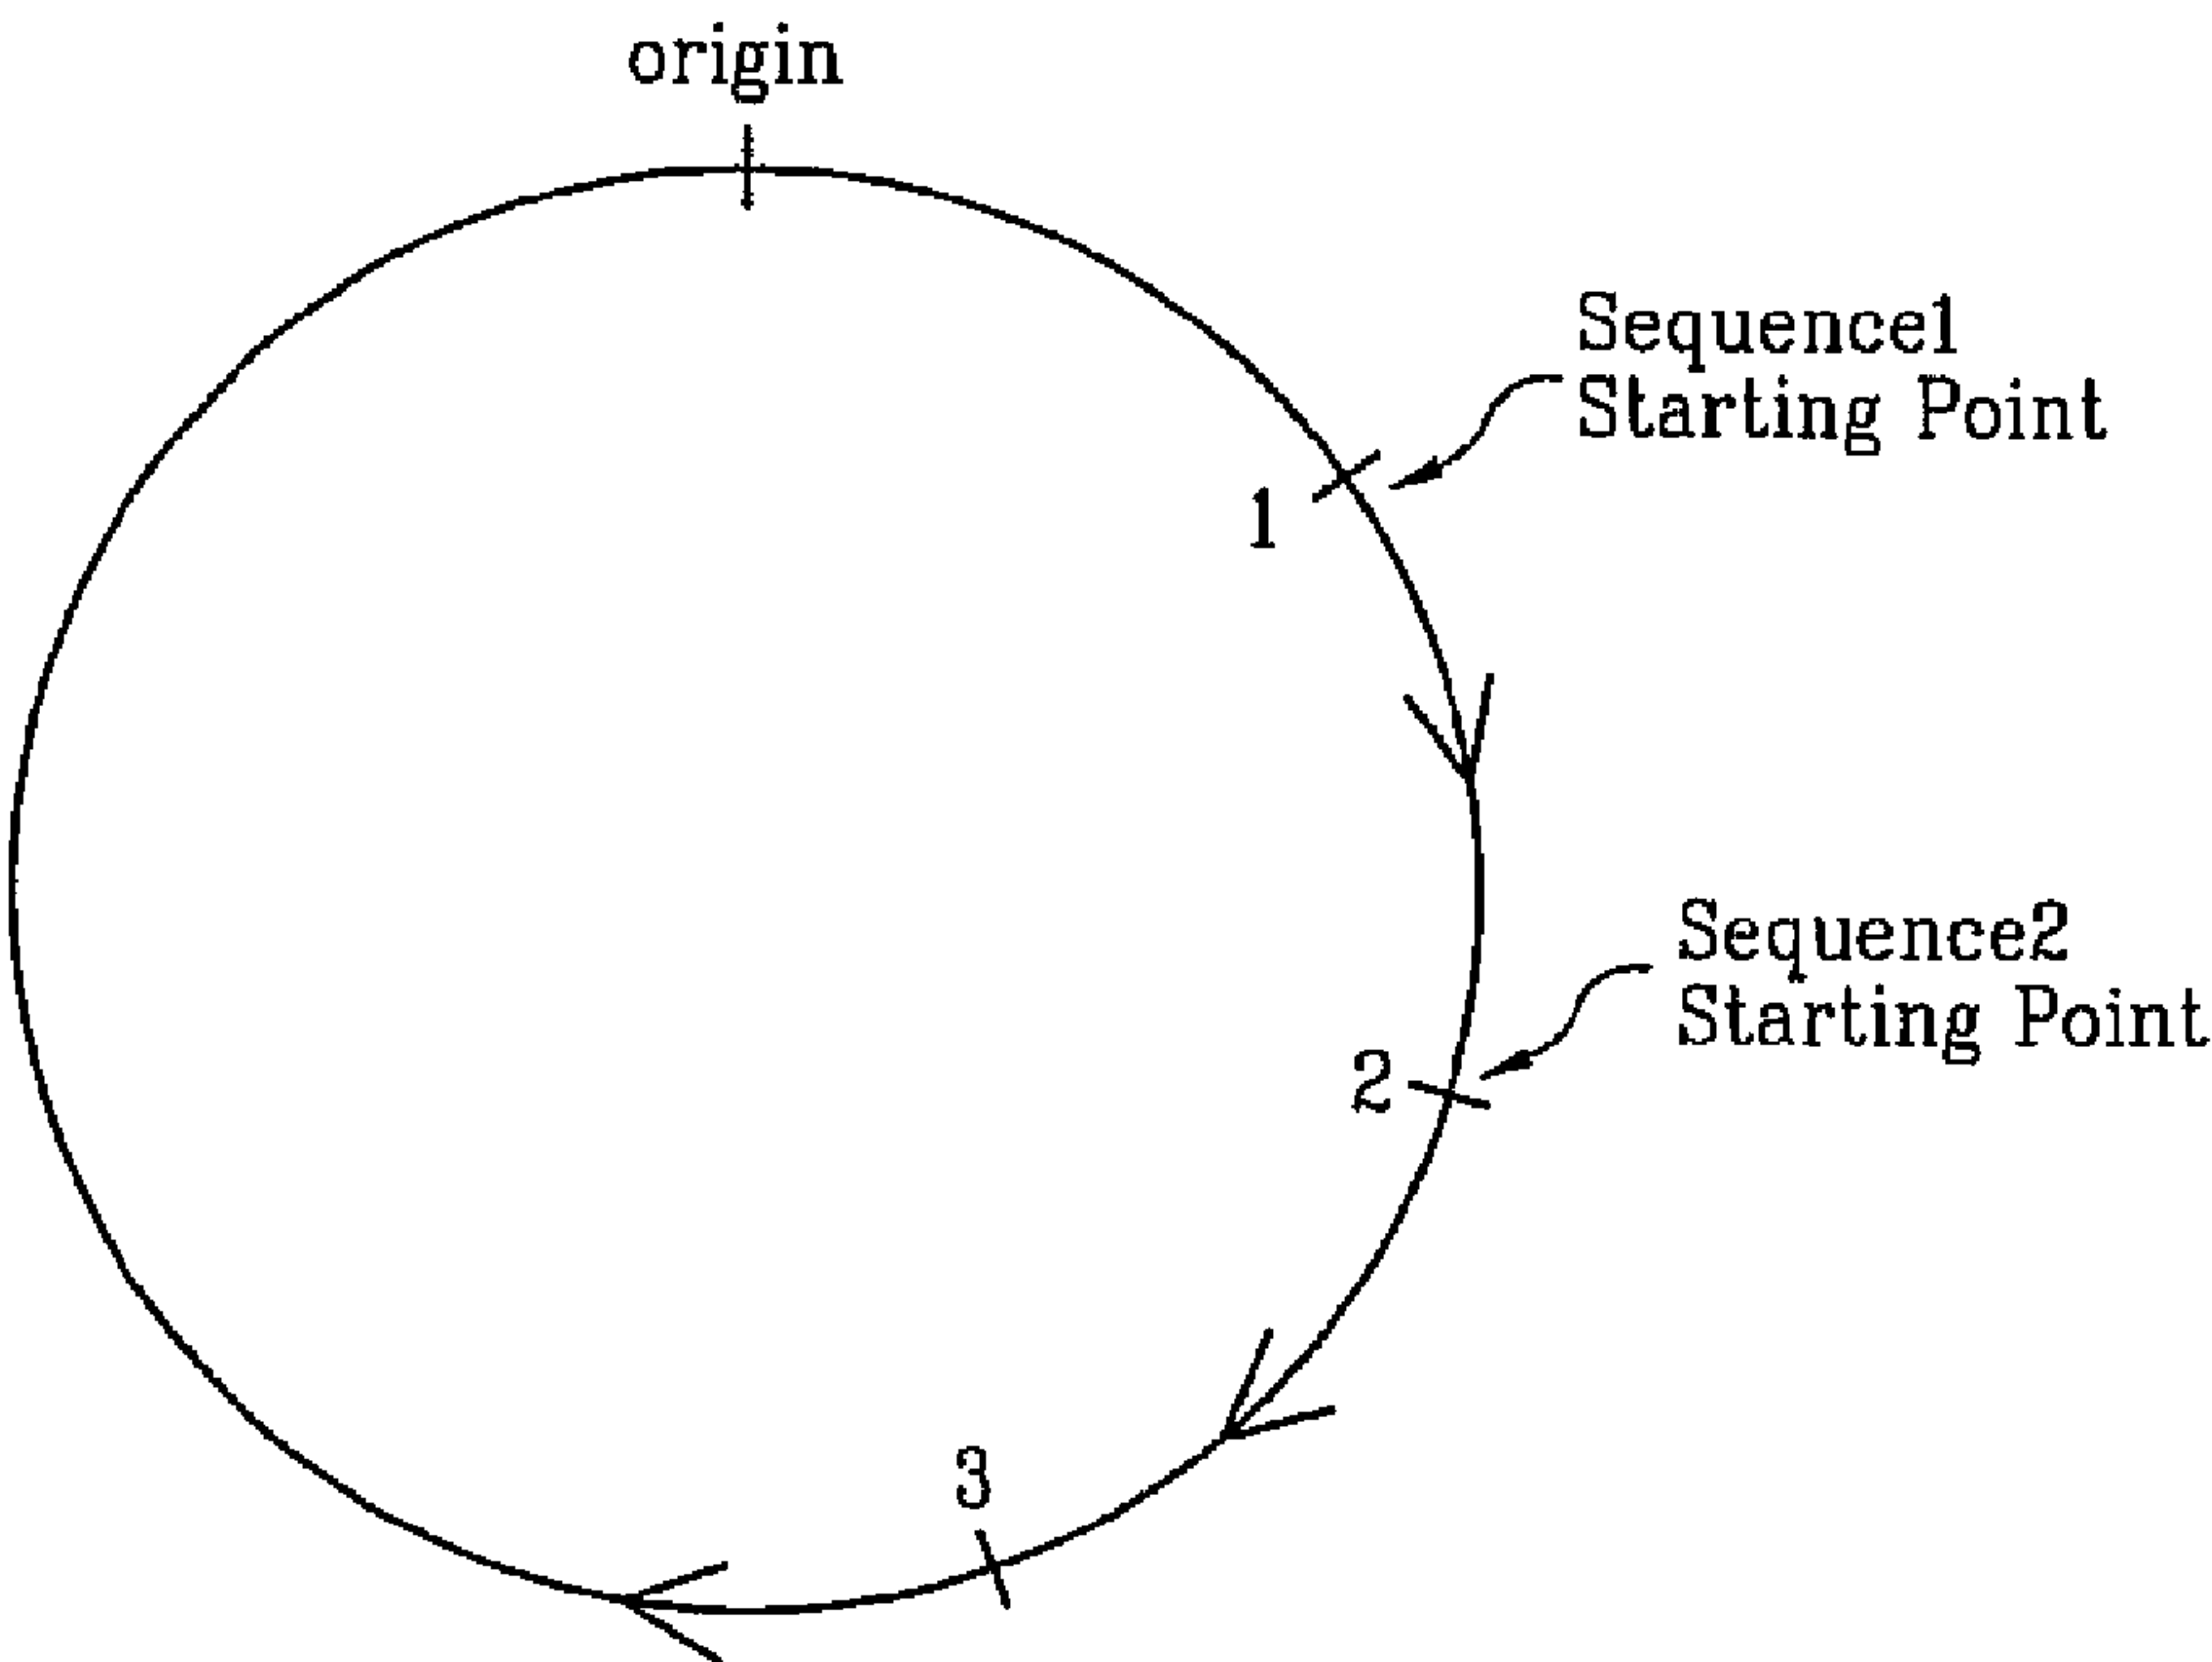 origin
Sequence1
Starting Point
1
Sequence2
Starting Point
2
3